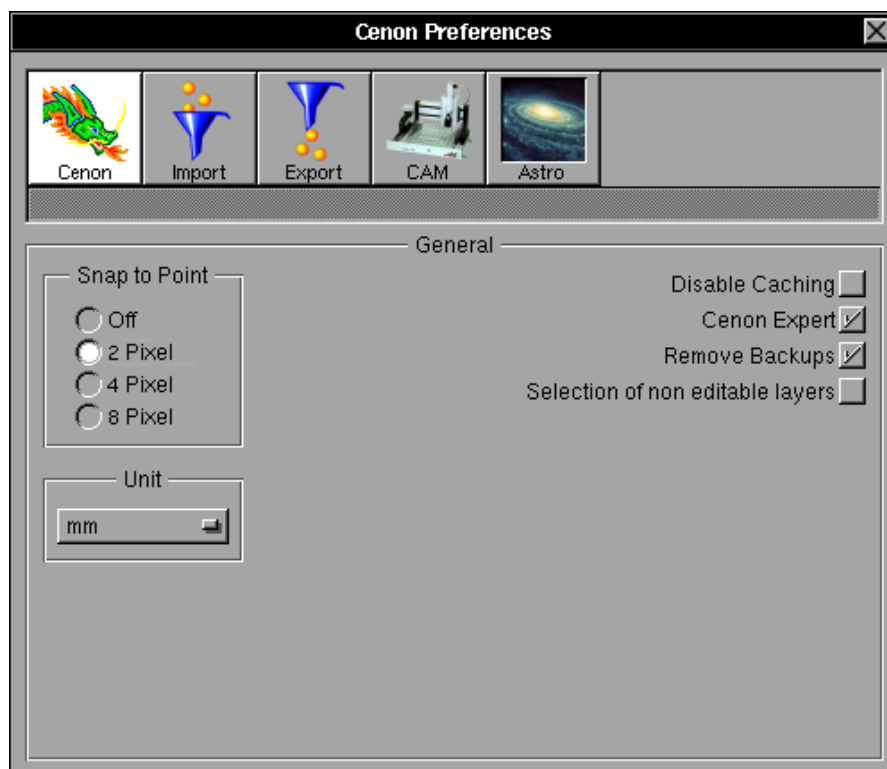 Cenon Preferences
Cenon
Import
Export
CAM
Astro
General
Snap to Point
Off
2 Pixel
4 Pixel
8 Pixel
Unit
mm
Disable Caching
Cenon Expert
Remove Backups
Selection of non editable layers